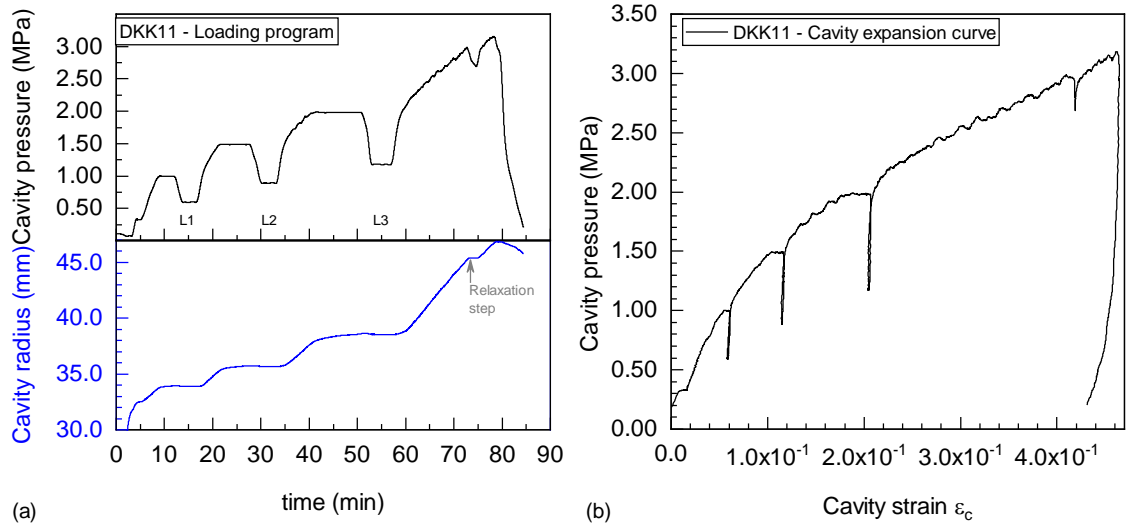 DKK11 - Loading program
Cavity pressure (MPa)
3.00
2.50
2.00
1.50
1.00
0.50
L1
L2
L3
Cavity radius (mm)
45.0
40.0
35.0
30.0
Relaxation
step
0 10 20 30 40 50 60 70 80 90
time (min)
(a)
DKK11 - Cavity expansion curve
Cavity pressure (MPa)
3.50
3.00
2.50
2.00
1.50
1.00
0.50
0.00
0 1.0x10⁻¹ 2.0x10⁻¹ 3.0x10⁻¹ 4.0x10⁻¹
Cavity strain ε_c
(b)